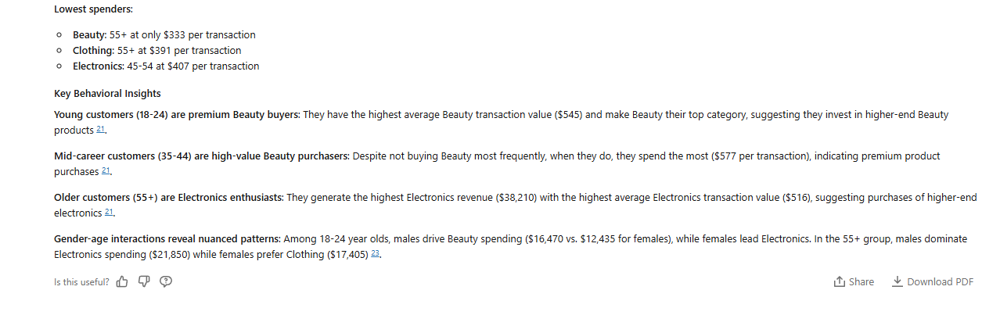 Lowest spenders:
Beauty: 55+ at only $333 per transaction
Clothing: 55+ at $391 per transaction
Electronics: 45-54 at $407 per transaction
Key Behavioral Insights
Young customers (18-24) are premium Beauty buyers: They have the highest average Beauty transaction value ($545) and make Beauty their top category, suggesting they invest in higher-end Beauty
products 21.
Mid-career customers (35-44) are high-value Beauty purchasers: Despite not buying Beauty most frequently, when they do, they spend the most ($577 per transaction), indicating premium product
purchases 21.
Older customers (55+) are Electronics enthusiasts: They generate the highest Electronics revenue ($38,210) with the highest average Electronics transaction value ($516), suggesting purchases of higher-end
electronics 21.
Gender-age interactions reveal nuanced patterns: Among 18-24 year olds, males drive Beauty spending ($16,470 vs. $12,435 for females), while females lead Electronics. In the 55+ group, males dominate
Electronics spending ($21,850) while females prefer Clothing ($17,405) 23.
Is this useful? Share Download PDF